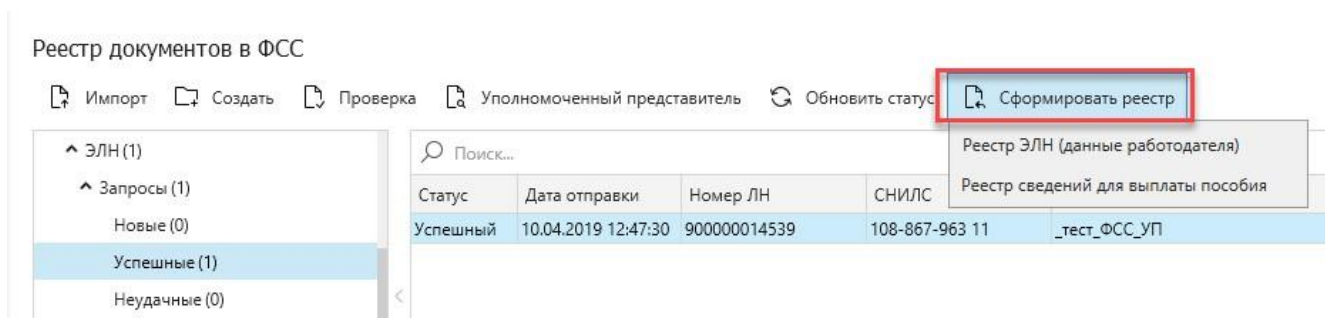 Реестр документов в ФСС
Импорт Создать Проверка Уполномоченный представитель Обновить статус Сформировать реестр
ЭЛН (1)
Запросы (1)
Новые (0)
Успешные (1)
Неудачные (0)
Поиск...
Реестр ЭЛН (данные работодателя)
Реестр сведений для выплаты пособия
Статус Дата отправки Номер ЛН СНИЛС
Успешный 10.04.2019 12:47:30 900000014539 108-867-963 11 _тест_ФСС_УП